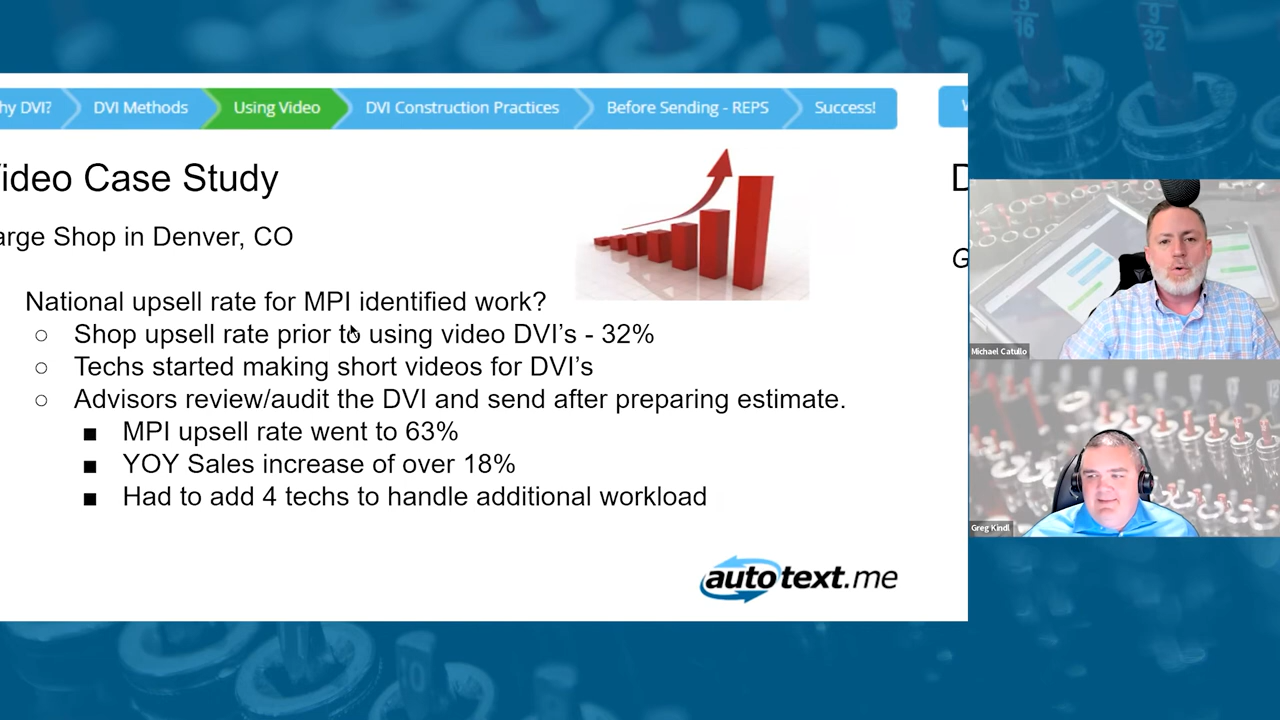 hy DVI?
DVI Methods
Using Video
DVI Construction Practices
Before Sending - REPS
Success!
ideo Case Study
arge Shop in Denver, CO
National upsell rate for MPI identified work?
○ Shop upsell rate prior to using video DVI's - 32%
○ Techs started making short videos for DVI's
○ Advisors review/audit the DVI and send after preparing estimate.
■ MPI upsell rate went to 63%
■ YOY Sales increase of over 18%
■ Had to add 4 techs to handle additional workload
autotext.me
5
16
9
32
Michael Catullo
Greg Kindl